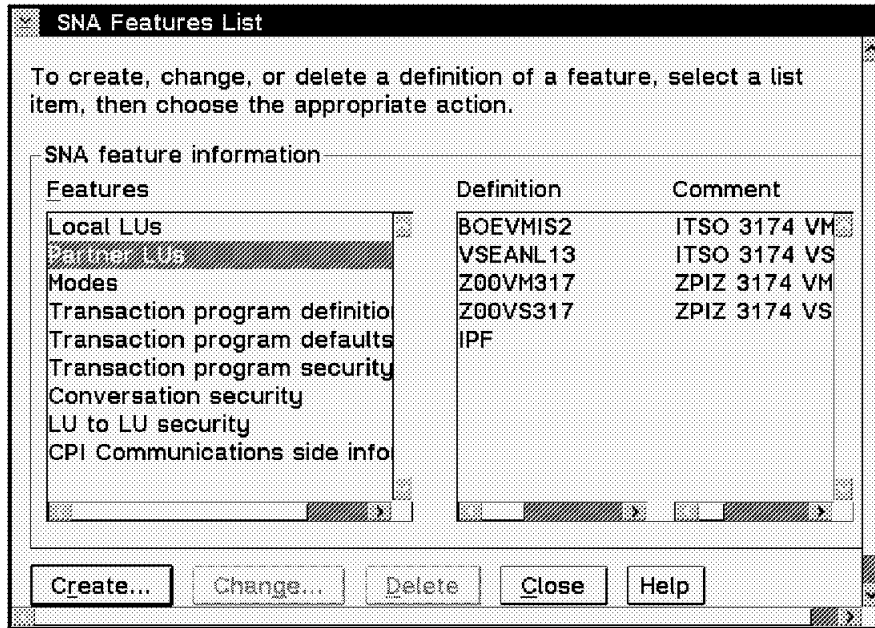 SNA Features List
To create, change, or delete a definition of a feature, select a list
item, then choose the appropriate action.
SNA feature information
Features
Local LUs
Partner LUs
Modes
Transaction program definitio
Transaction program defaults
Transaction program security
Conversation security
LU to LU security
CPI Communications side info
Definition Comment
BOEVMIS2 ITSO 3174 VM
VSEANL13 ITSO 3174 VS
Z00VM317 ZPIZ 3174 VM
Z00VS317 ZPIZ 3174 VS
IPF
Create... Change... Delete Close Help